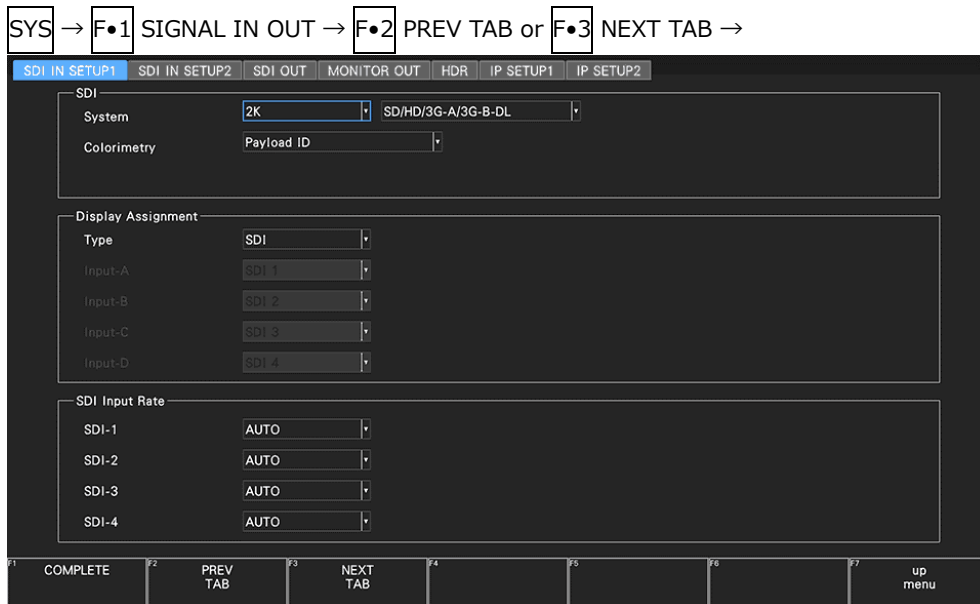 SYS → F•1 SIGNAL IN OUT → F•2 PREV TAB or F•3 NEXT TAB →
SDI IN SETUP1 SDI IN SETUP2 SDI OUT MONITOR OUT HDR IP SETUP1 IP SETUP2
SDI
System 2K SD/HD/3G-A/3G-B-DL
Colorimetry Payload ID
Display Assignment
Type SDI
Input-A SDI 1
Input-B SDI 2
Input-C SDI 3
Input-D SDI 4
SDI Input Rate
SDI-1 AUTO
SDI-2 AUTO
SDI-3 AUTO
SDI-4 AUTO
F1 COMPLETE F2 PREV TAB F3 NEXT TAB F4 F5 F6 F7 up menu